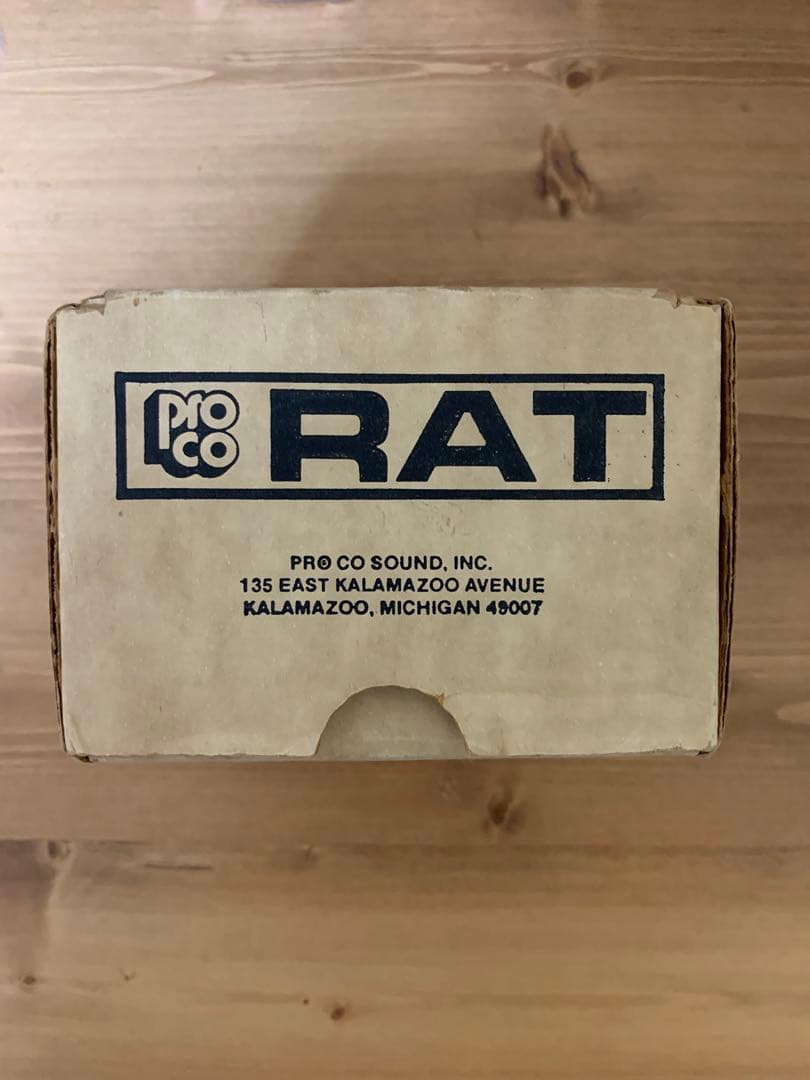 pro co RAT
PRO CO SOUND, INC.
135 EAST KALAMAZOO AVENUE
KALAMAZOO, MICHIGAN 49007